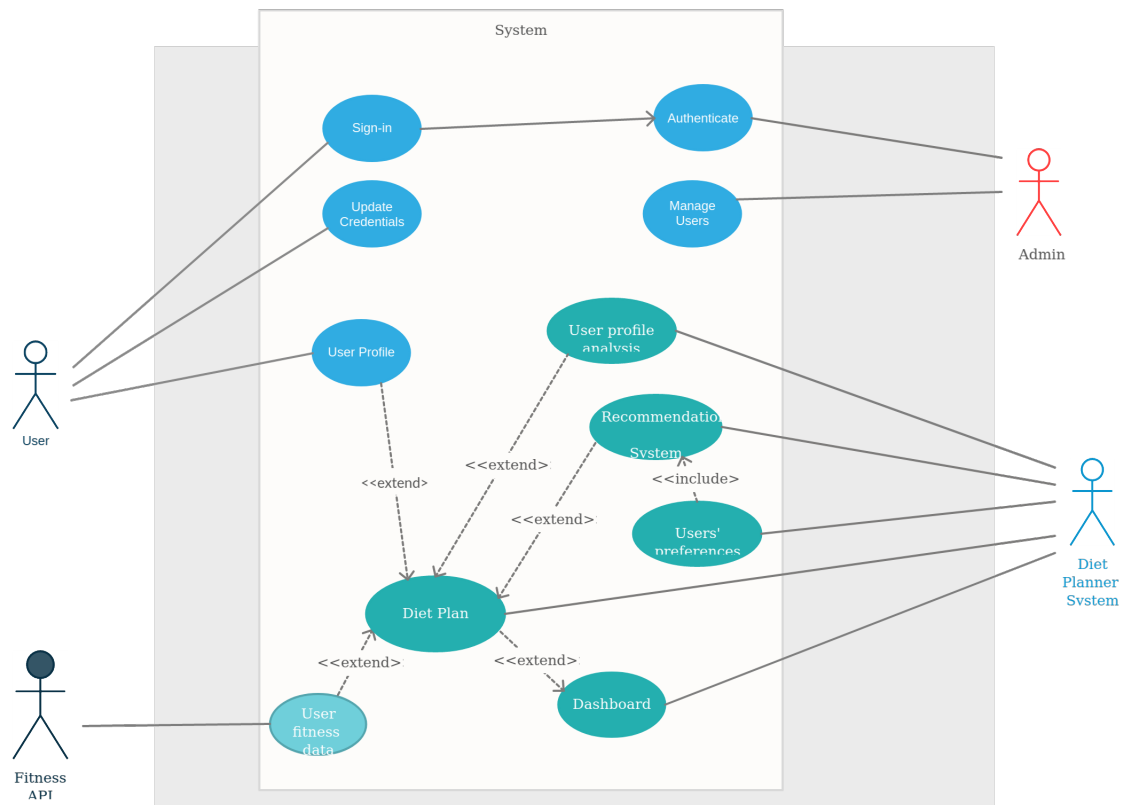 System
Sign-in
Authenticate
Update
Credentials
Manage
Users
Admin
User Profile
User profile
analysis
User
Recommendation
System
<<extend>>
<<include>>
<<extend>
<<extend>>
Users'
preferences
Diet
Planner
System
Diet Plan
<<extend>>
<<extend>>
Dashboard
User
fitness
data
Fitness
API